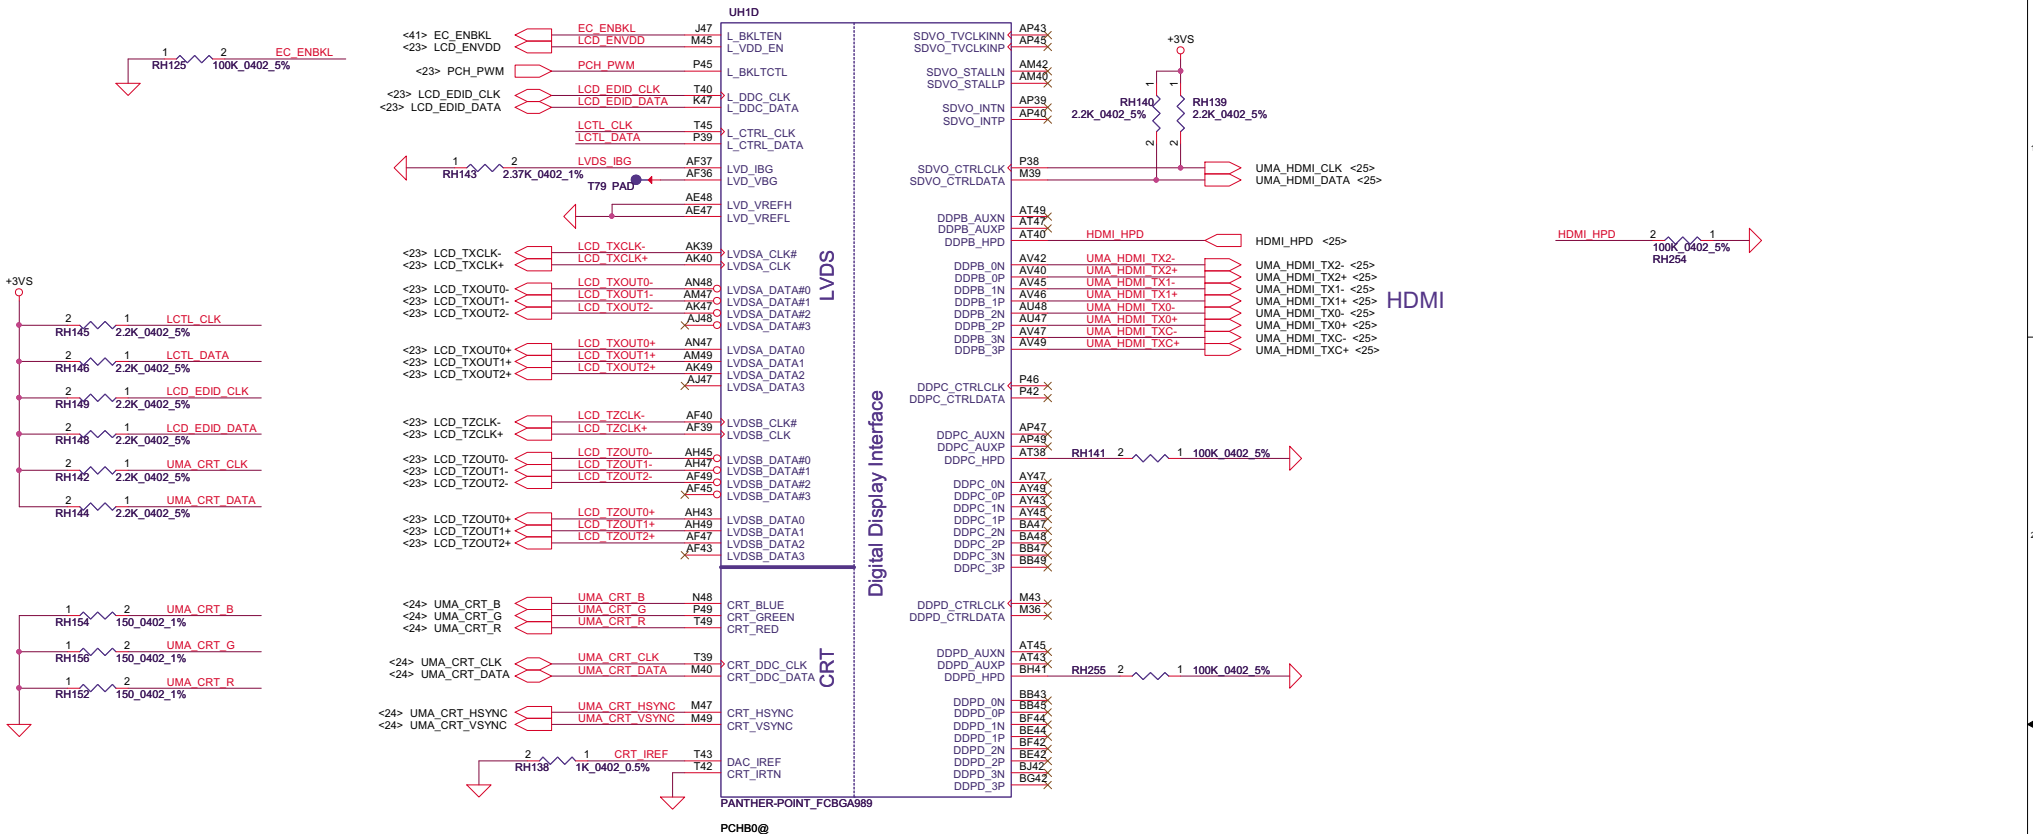 UH1D
1 2 EC_ENBKL
RH125 100K_0402_5%
<41> EC_ENBKL EC_ENBKL J47 L_BKLTEN
<23> LCD_ENVDD LCD_ENVDD M45 L_VDD_EN
<23> PCH_PWM PCH_PWM P45 L_BKLTCTL
<23> LCD_EDID_CLK LCD_EDID_CLK T40 L_DDC_CLK
<23> LCD_EDID_DATA LCD_EDID_DATA K47 L_DDC_DATA
LCTL_CLK T45 L_CTRL_CLK
LCTL_DATA P39 L_CTRL_DATA
1 2 LVDS_IBG AF37 LVD_IBG
RH143 2.37K_0402_1%
T79 PAD AF36 LVD_VBG
AE48 LVD_VREFH
AE47 LVD_VREFL
<23> LCD_TXCLK- LCD_TXCLK- AK39 LVDSA_CLK#
<23> LCD_TXCLK+ LCD_TXCLK+ AK40 LVDSA_CLK
<23> LCD_TXOUT0- LCD_TXOUT0- AN48 LVDSA_DATA#0
<23> LCD_TXOUT1- LCD_TXOUT1- AM47 LVDSA_DATA#1
<23> LCD_TXOUT2- LCD_TXOUT2- AK47 LVDSA_DATA#2
AJ48 LVDSA_DATA#3
<23> LCD_TXOUT0+ LCD_TXOUT0+ AN47 LVDSA_DATA0
<23> LCD_TXOUT1+ LCD_TXOUT1+ AM49 LVDSA_DATA1
<23> LCD_TXOUT2+ LCD_TXOUT2+ AK49 LVDSA_DATA2
AJ47 LVDSA_DATA3
<23> LCD_TZCLK- LCD_TZCLK- AF40 LVDSB_CLK#
<23> LCD_TZCLK+ LCD_TZCLK+ AF39 LVDSB_CLK
<23> LCD_TZOUT0- LCD_TZOUT0- AH45 LVDSB_DATA#0
<23> LCD_TZOUT1- LCD_TZOUT1- AH47 LVDSB_DATA#1
<23> LCD_TZOUT2- LCD_TZOUT2- AF49 LVDSB_DATA#2
AF45 LVDSB_DATA#3
<23> LCD_TZOUT0+ LCD_TZOUT0+ AH43 LVDSB_DATA0
<23> LCD_TZOUT1+ LCD_TZOUT1+ AH49 LVDSB_DATA1
<23> LCD_TZOUT2+ LCD_TZOUT2+ AF47 LVDSB_DATA2
AF43 LVDSB_DATA3
<24> UMA_CRT_B UMA_CRT_B N48 CRT_BLUE
<24> UMA_CRT_G UMA_CRT_G P49 CRT_GREEN
<24> UMA_CRT_R UMA_CRT_R T49 CRT_RED
<24> UMA_CRT_CLK UMA_CRT_CLK T39 CRT_DDC_CLK
<24> UMA_CRT_DATA UMA_CRT_DATA M40 CRT_DDC_DATA
<24> UMA_CRT_HSYNC UMA_CRT_HSYNC M47 CRT_HSYNC
<24> UMA_CRT_VSYNC UMA_CRT_VSYNC M49 CRT_VSYNC
2 1 CRT_IREF T43 DAC_IREF
RH138 1K_0402_0.5%
T42 CRT_IRTN
LVDS
CRT
Digital Display Interface
+3VS
2 1 LCTL_CLK
RH145 2.2K_0402_5%
2 1 LCTL_DATA
RH146 2.2K_0402_5%
2 1 LCD_EDID_CLK
RH149 2.2K_0402_5%
2 1 LCD_EDID_DATA
RH148 2.2K_0402_5%
2 1 UMA_CRT_CLK
RH142 2.2K_0402_5%
2 1 UMA_CRT_DATA
RH144 2.2K_0402_5%
1 2 UMA_CRT_B
RH154 150_0402_1%
1 2 UMA_CRT_G
RH156 150_0402_1%
1 2 UMA_CRT_R
RH152 150_0402_1%
SDVO_TVCLKINN AP43
SDVO_TVCLKINP AP45
SDVO_STALLN AM42
SDVO_STALLP AM40
SDVO_INTN AP39
SDVO_INTP AP40
+3VS
1 1
RH140 RH139
2.2K_0402_5% 2.2K_0402_5%
2 2
SDVO_CTRLCLK P38 UMA_HDMI_CLK <25>
SDVO_CTRLDATA M39 UMA_HDMI_DATA <25>
DDPB_AUXN AT49
DDPB_AUXP AT47
DDPB_HPD AT40 HDMI_HPD HDMI_HPD <25>
DDPB_0N AV42 UMA_HDMI_TX2- UMA_HDMI_TX2- <25>
DDPB_0P AV40 UMA_HDMI_TX2+ UMA_HDMI_TX2+ <25>
DDPB_1N AV45 UMA_HDMI_TX1- UMA_HDMI_TX1- <25>
DDPB_1P AV46 UMA_HDMI_TX1+ UMA_HDMI_TX1+ <25>
DDPB_2N AU48 UMA_HDMI_TX0- UMA_HDMI_TX0- <25>
DDPB_2P AU47 UMA_HDMI_TX0+ UMA_HDMI_TX0+ <25>
DDPB_3N AV47 UMA_HDMI_TXC- UMA_HDMI_TXC- <25>
DDPB_3P AV49 UMA_HDMI_TXC+ UMA_HDMI_TXC+ <25>
HDMI
HDMI_HPD 2 1
100K_0402_5%
RH254
DDPC_CTRLCLK P46
DDPC_CTRLDATA P42
DDPC_AUXN AP47
DDPC_AUXP AP49
DDPC_HPD AT38 RH141 2 1 100K_0402_5%
DDPC_0N AY47
DDPC_0P AY49
DDPC_1N AY43
DDPC_1P AY45
DDPC_2N BA47
DDPC_2P BA48
DDPC_3N BB47
DDPC_3P BB49
DDPD_CTRLCLK M43
DDPD_CTRLDATA M36
DDPD_AUXN AT45
DDPD_AUXP AT43
DDPD_HPD BH41 RH255 2 1 100K_0402_5%
DDPD_0N BB43
DDPD_0P BB45
DDPD_1N BF44
DDPD_1P BE44
DDPD_2N BF42
DDPD_2P BE42
DDPD_3N BJ42
DDPD_3P BG42
PANTHER-POINT_FCBGA989
PCHB0@